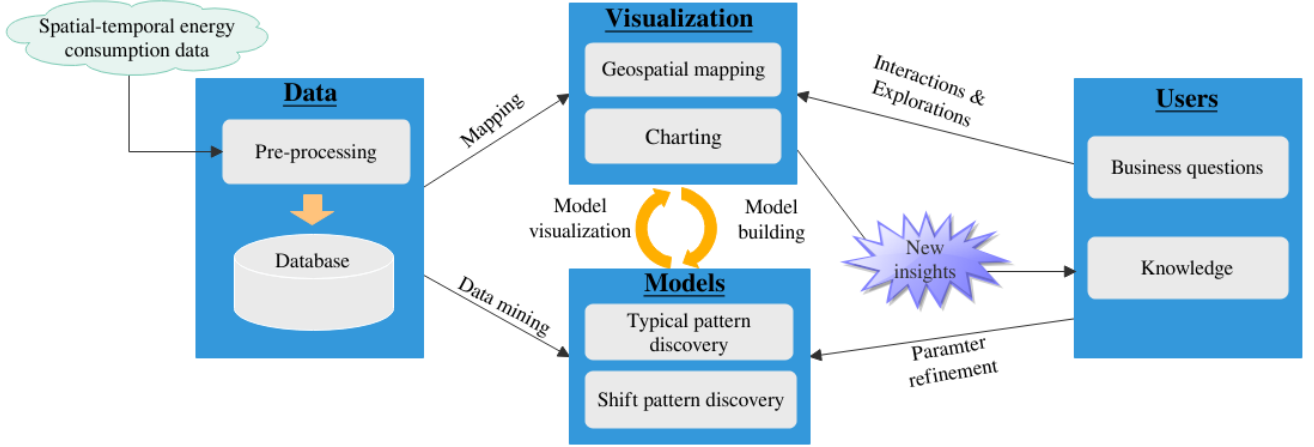 Spatial-temporal energy
consumption data
Data
Pre-processing
Database
Mapping
Data mining
Visualization
Geospatial mapping
Charting
Model
visualization
Model
building
Models
Typical pattern
discovery
Shift pattern discovery
Interactions &
Explorations
New
insights
Paramter
refinement
Users
Business questions
Knowledge